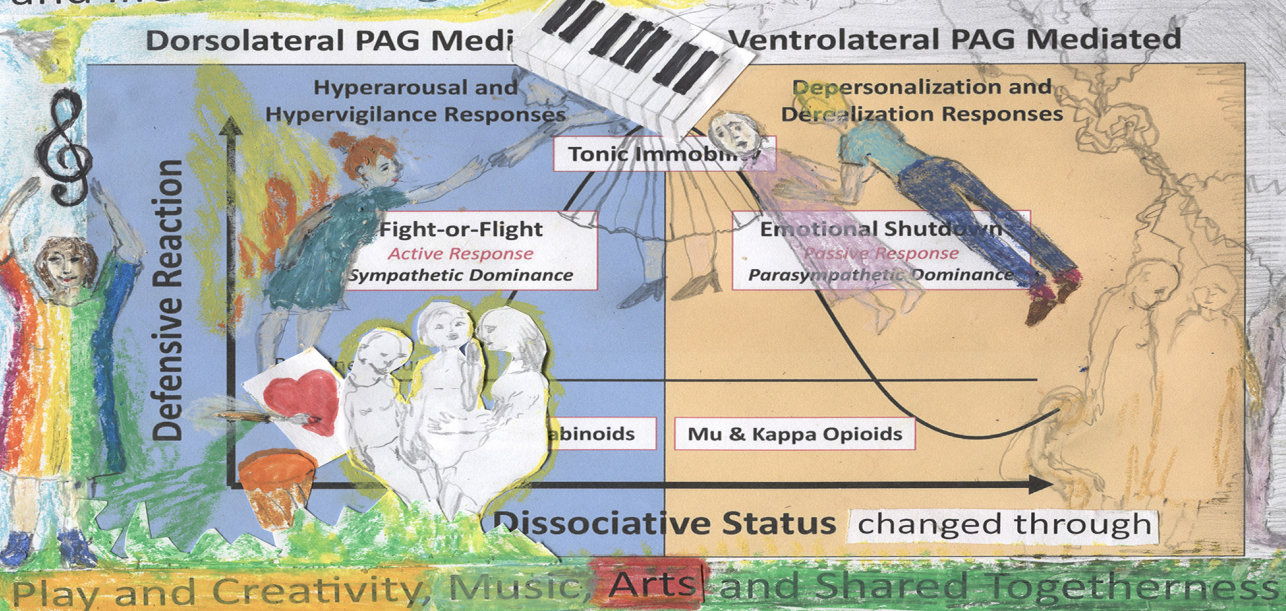 and
Dorsolateral PAG Medi
Ventrolateral PAG Mediated
Hyperarousal and
Hypervigilance Responses
Depersonalization and
Derealization Responses
Tonic Immobili
Defensive Reaction
Fight-or-Flight
Active Response
Sympathetic Dominance
Emotional Shutdown
Passive Response
Parasympathetic Dominance
abinoids
Mu & Kappa Opioids
Dissociative Status changed through
Play and Creativity, Music, Arts and Shared Togetherness